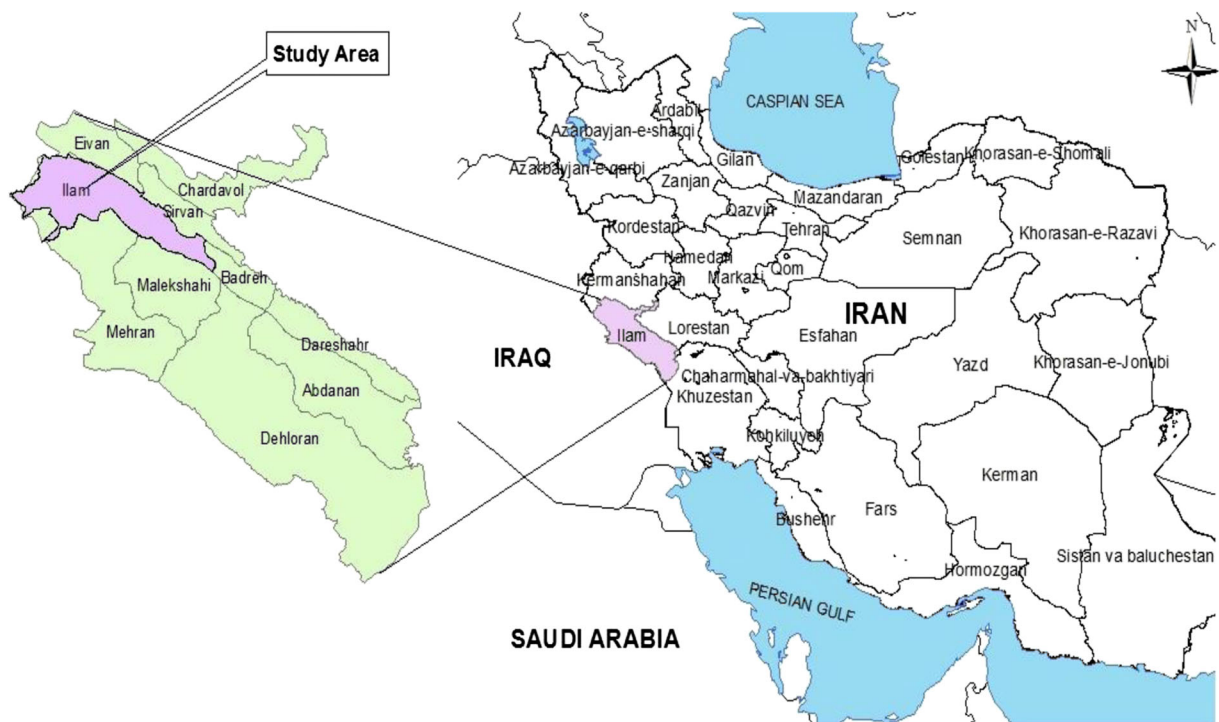 Study Area
Eivan
Ilam
Chardavol
Sirvan
Malekshahi
Badreh
Mehran
Dareshahr
Abdanan
Dehloran
N
CASPIAN SEA
Ardabil
Azarbayjan-e-sharqi
Azarbayjan-e-qarbi
Gilan
Golestan
Khorasan-e-Shomali
Zanjan
Mazandaran
Qazvin
Kordestan
Tehran
Semnan
Khorasan-e-Razavi
Hamedan
Kermanshahan
Markazi
Qom
IRAN
Ilam
Lorestan
Esfahan
IRAQ
Yazd
Khorasan-e-Jonubi
Chaharmahal-va-bakhtiyari
Khuzestan
Kohkiluyeh
Kerman
Bushehr
Fars
Sistan va baluchestan
Hormozgan
PERSIAN GULF
SAUDI ARABIA